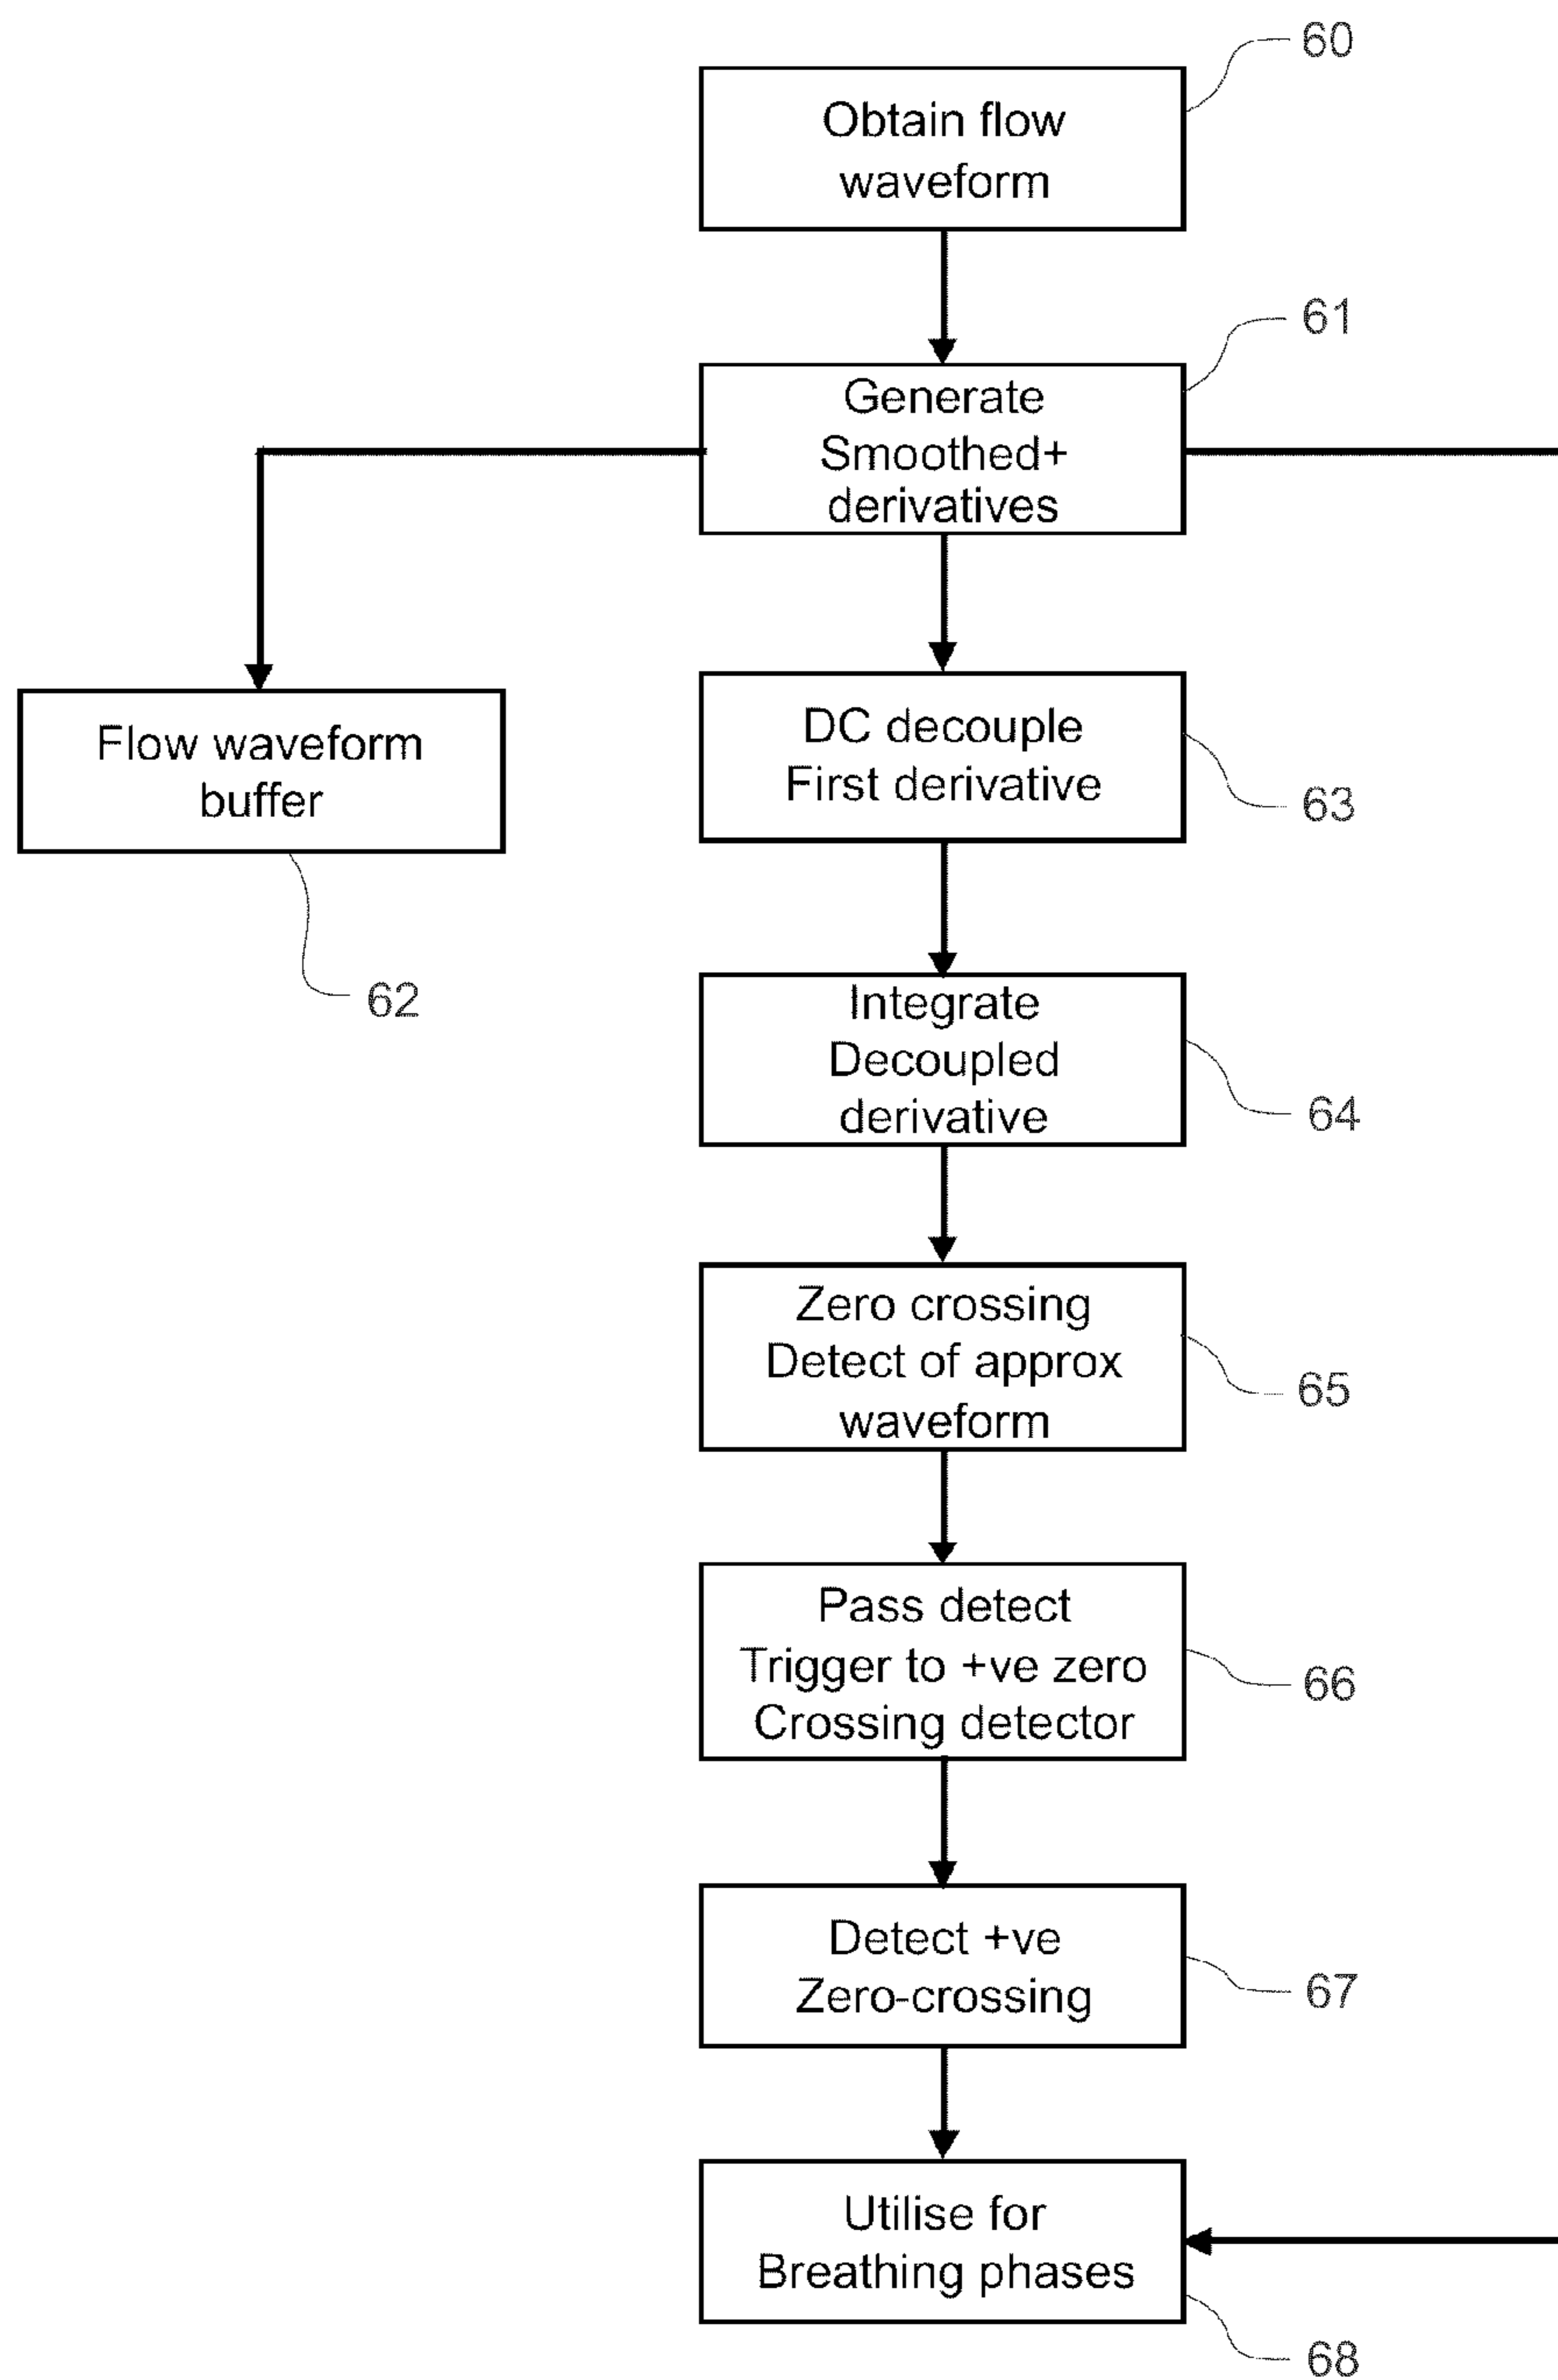 60
Obtain flow
waveform
61
Generate
Smoothed+
derivatives
Flow waveform
buffer
62
DC decouple
First derivative
63
Integrate
Decoupled
derivative
64
Zero crossing
Detect of approx
waveform
65
Pass detect
Trigger to +ve zero
Crossing detector
66
Detect +ve
Zero-crossing
67
Utilise for
Breathing phases
68